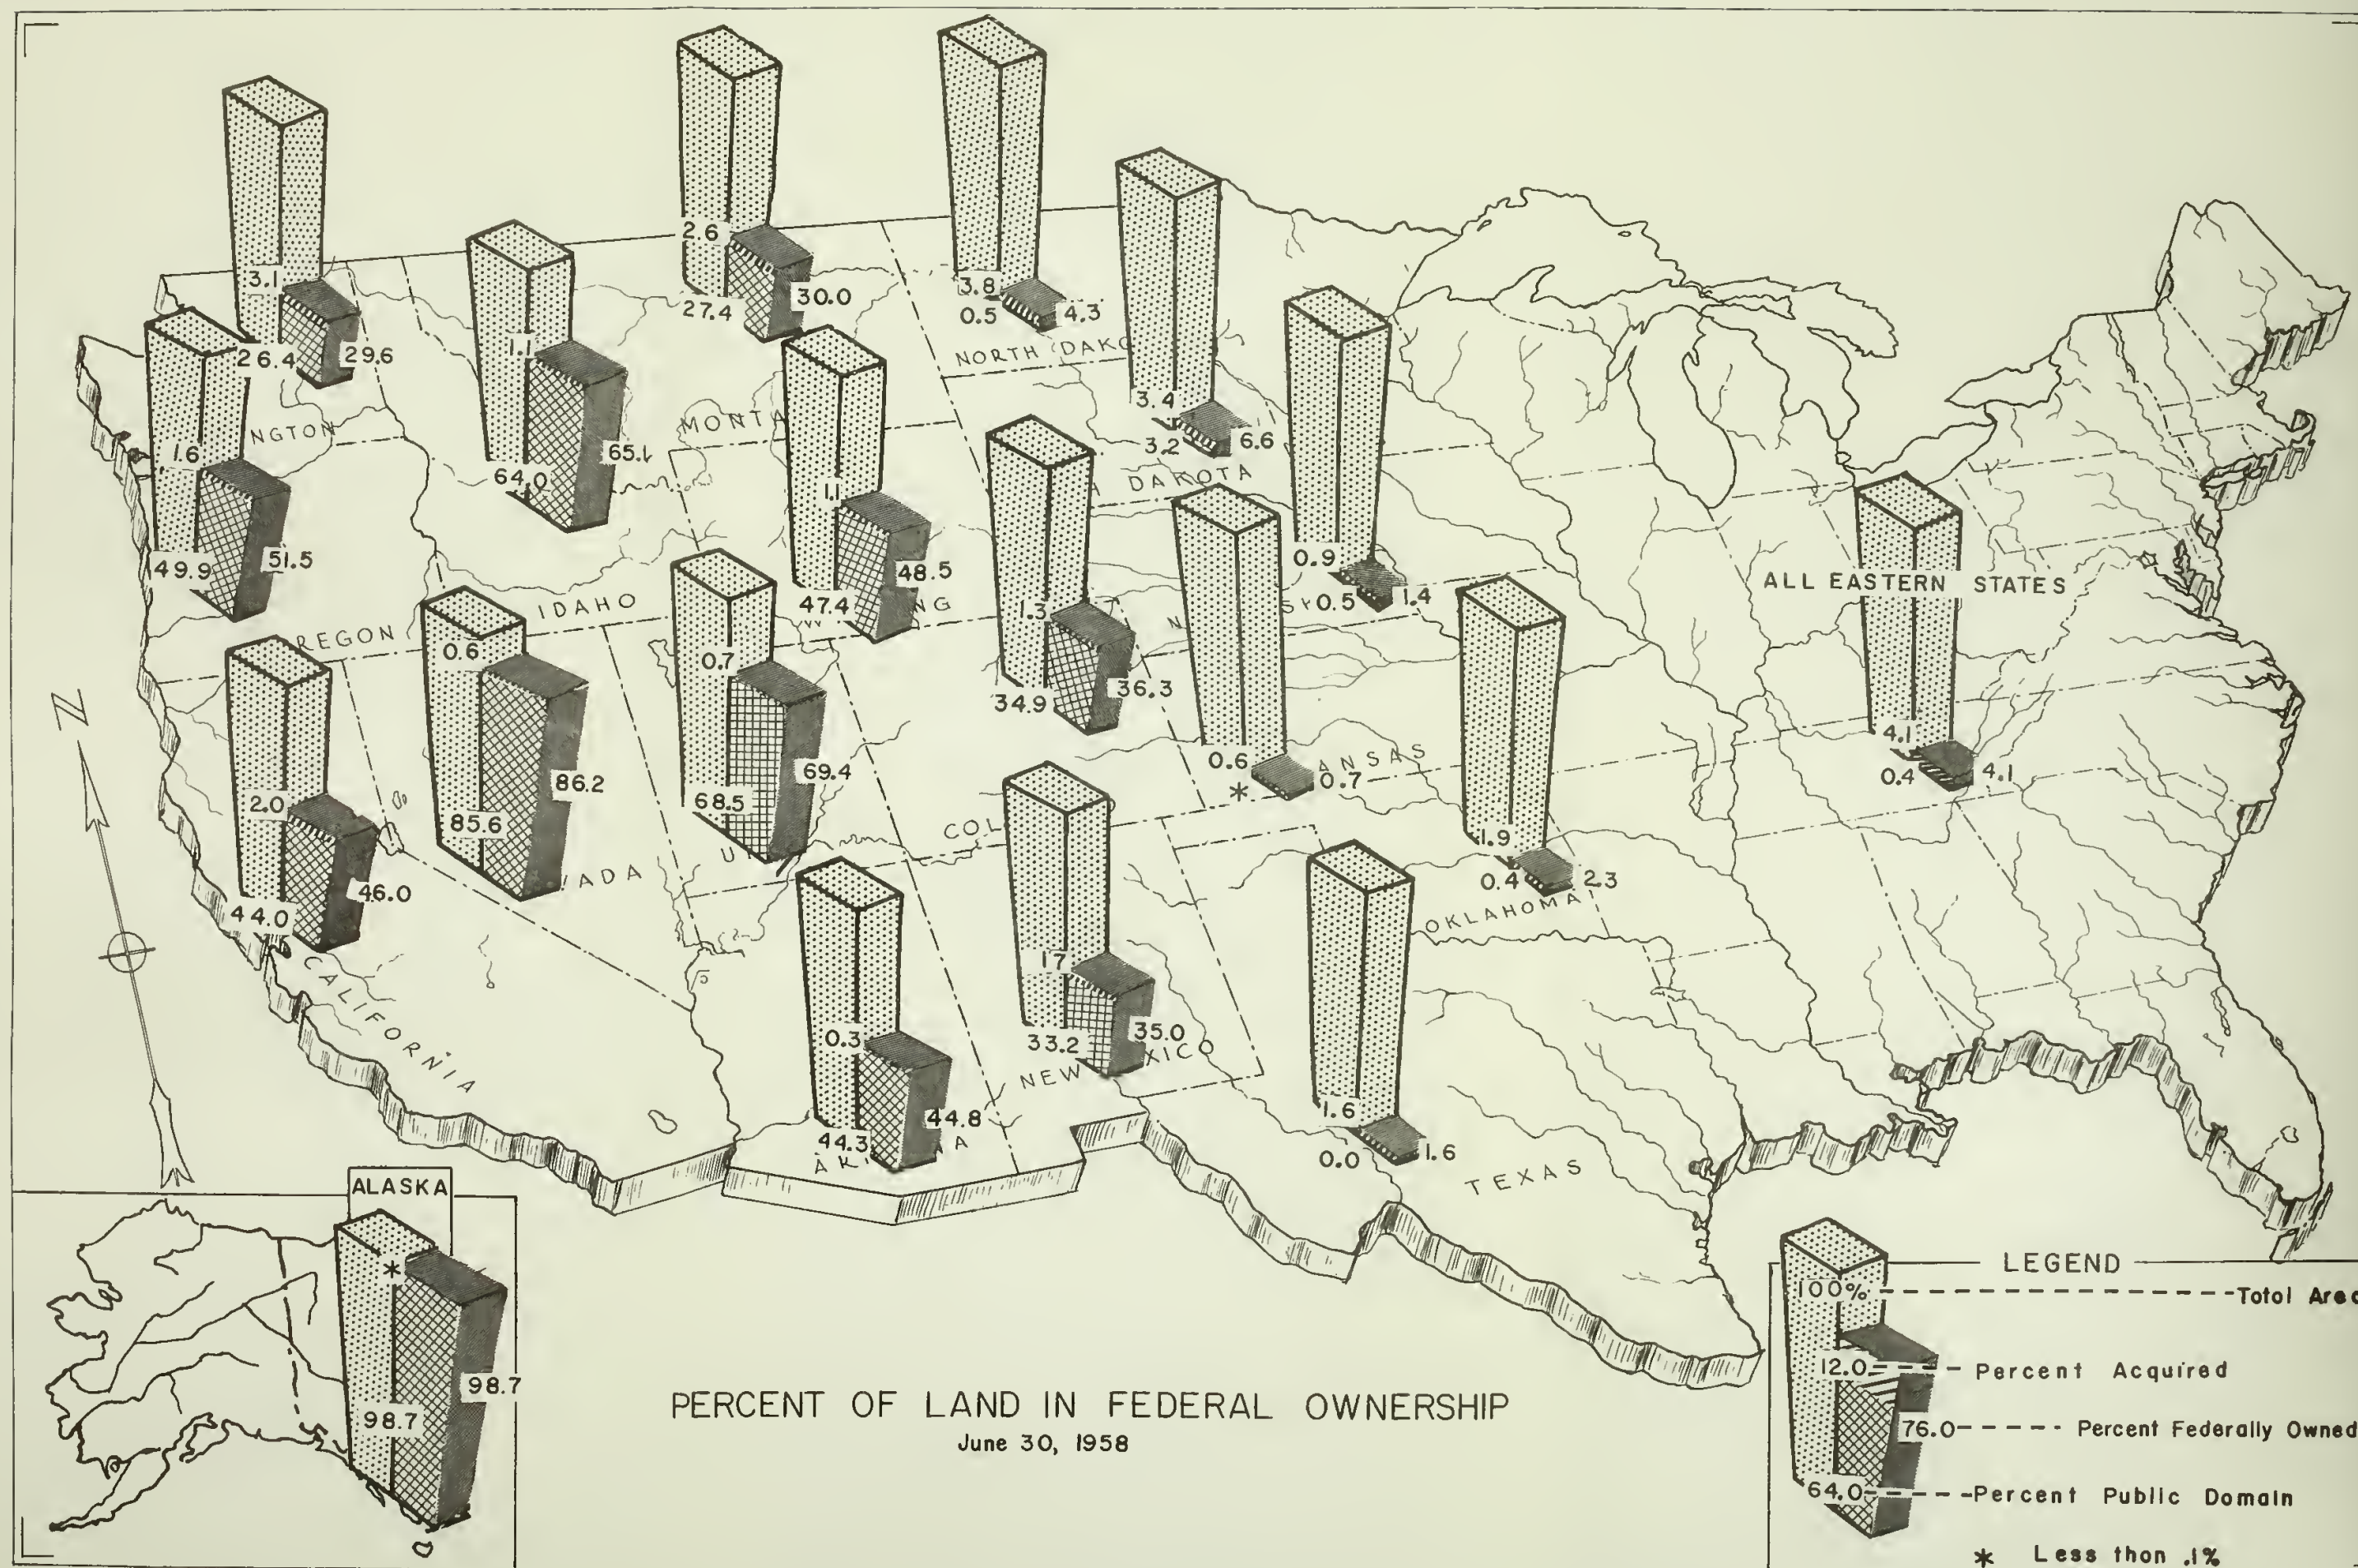 2.6
27.4
30.0
3.8
0.5
4.3
NORTH DAKO
3.1
26.4
29.6
NGTON
1.1
64.0
65.1
MONTA
3.4
3.2
6.6
H DAKOTA
1.6
49.9
51.5
REGON
IDAHO
1.1
47.4
48.5
NG
0.9
0.5
1.4
N
SK
ALL EASTERN STATES
4.1
0.4
4.1
1.3
34.9
36.3
0.6
*
0.7
ANSAS
0.6
85.6
86.2
ADA
0.7
68.5
69.4
U
COL
2.0
44.0
46.0
CALIFORNIA
1.9
0.4
2.3
OKLAHOMA
1.7
33.2
35.0
NEW XICO
0.3
44.3
44.8
A
1.6
0.0
1.6
TEXAS
N
ALASKA
*
98.7
98.7
PERCENT OF LAND IN FEDERAL OWNERSHIP
June 30, 1958
LEGEND
100% Total Area
12.0 Percent Acquired
76.0 Percent Federally Owned
64.0 Percent Public Domain
* Less than .1%